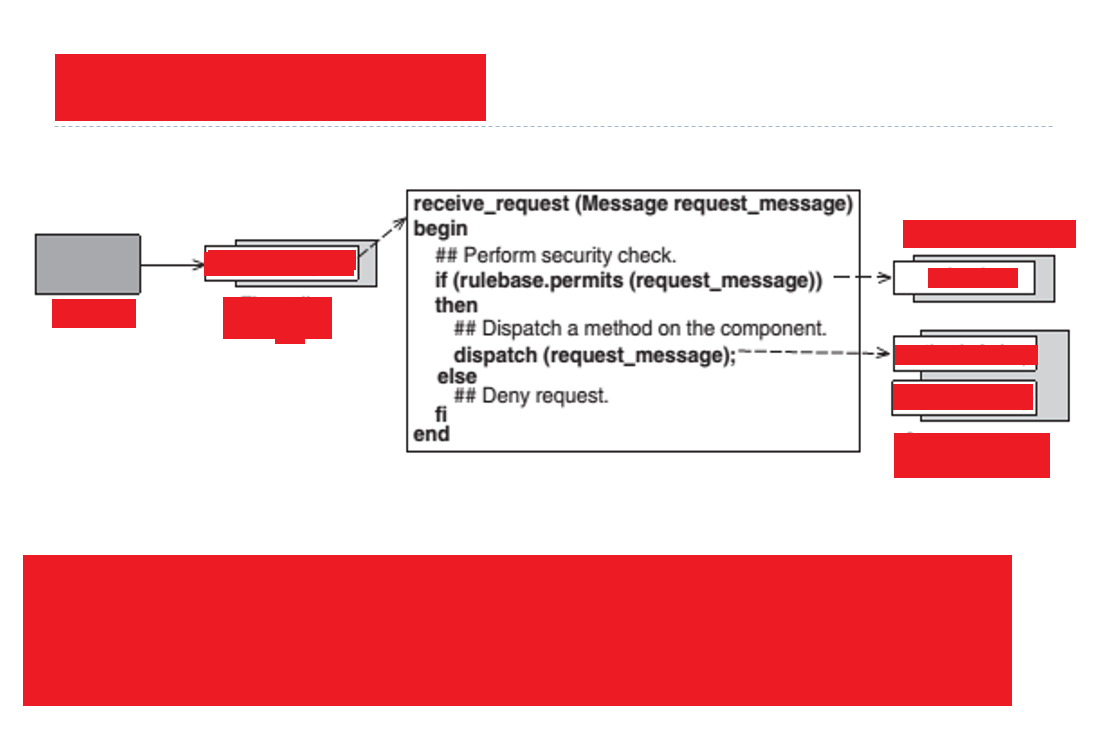 receive_request (Message request_message)
begin
## Perform security check.
if (rulebase.permits (request_message))
then
## Dispatch a method on the component.
dispatch (request_message);
else
## Deny request.
fi
end